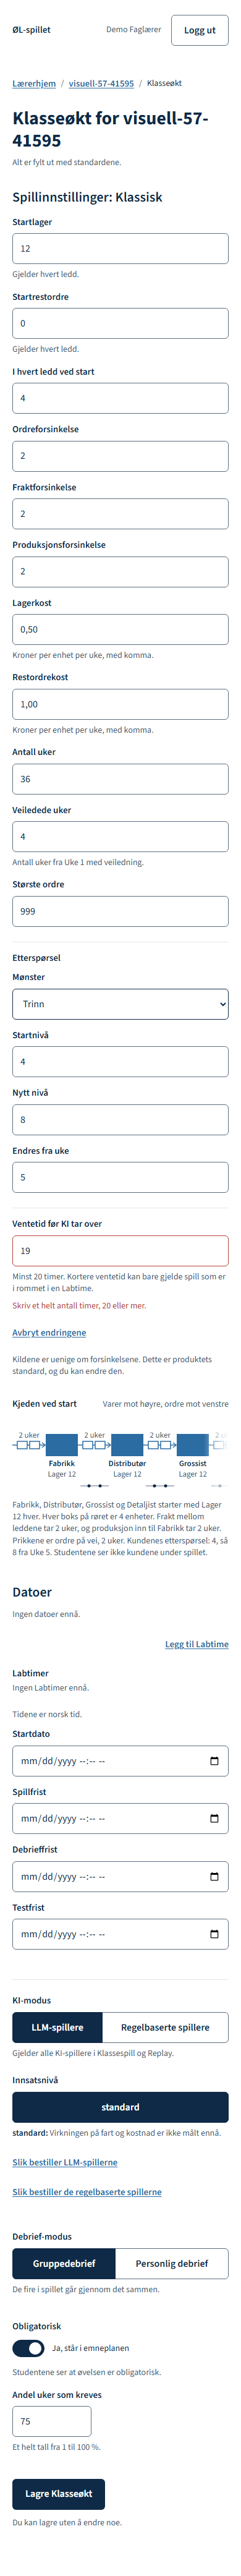 ØL-spillet
Demo Faglærer
Logg ut
Lærerhjem / visuell-57-41595 / Klasseøkt
Klasseøkt for visuell-57-
41595
Alt er fylt ut med standardene.
Spillinnstillinger: Klassisk
Startlager
12
Gjelder hvert ledd.
Startrestordre
0
Gjelder hvert ledd.
I hvert ledd ved start
4
Ordreforsinkelse
2
Fraktforsinkelse
2
Produksjonsforsinkelse
2
Lagerkost
0,50
Kroner per enhet per uke, med komma.
Restordrekost
1,00
Kroner per enhet per uke, med komma.
Antall uker
36
Veiledede uker
4
Antall uker fra Uke 1 med veiledning.
Største ordre
999
Etterspørsel
Mønster
Trinn
Startnivå
4
Nytt nivå
8
Endres fra uke
5
Ventetid før KI tar over
19
Minst 20 timer. Kortere ventetid kan bare gjelde spill som er
i rommet i en Labtime.
Skriv et helt antall timer, 20 eller mer.
Avbryt endringene
Kildene er uenige om forsinkelsene. Dette er produktets
standard, og du kan endre den.
Kjeden ved start
Varer mot høyre, ordre mot venstre
2 uker 2 uker 2 uker 2 u
Fabrikk Distributør Grossist
Lager 12 Lager 12 Lager 12
Fabrikk, Distributør, Grossist og Detaljist starter med Lager
12 hver. Hver boks på røret er 4 enheter. Frakt mellom
leddene tar 2 uker, og produksjon inn til Fabrikk tar 2 uker.
Prikkene er ordre på vei, 2 uker. Kundenes etterspørsel: 4, så
8 fra Uke 5. Studentene ser ikke kundene under spillet.
Datoer
Ingen datoer ennå.
Legg til Labtime
Labtimer
Ingen Labtimer ennå.
Tidene er norsk tid.
Startdato
mm/dd/yyyy --:-- --
Spillfrist
mm/dd/yyyy --:-- --
Debrieffrist
mm/dd/yyyy --:-- --
Testfrist
mm/dd/yyyy --:-- --
KI-modus
LLM-spillere
Regelbaserte spillere
Gjelder alle KI-spillere i Klassespill og Replay.
Innsatsnivå
standard
standard: Virkningen på fart og kostnad er ikke målt ennå.
Slik bestiller LLM-spillerne
Slik bestiller de regelbaserte spillerne
Debrief-modus
Gruppedebrief
Personlig debrief
De fire i spillet går gjennom det sammen.
Obligatorisk
Ja, står i emneplanen
Studentene ser at øvelsen er obligatorisk.
Andel uker som kreves
75
Et helt tall fra 1 til 100 %.
Lagre Klasseøkt
Du kan lagre uten å endre noe.